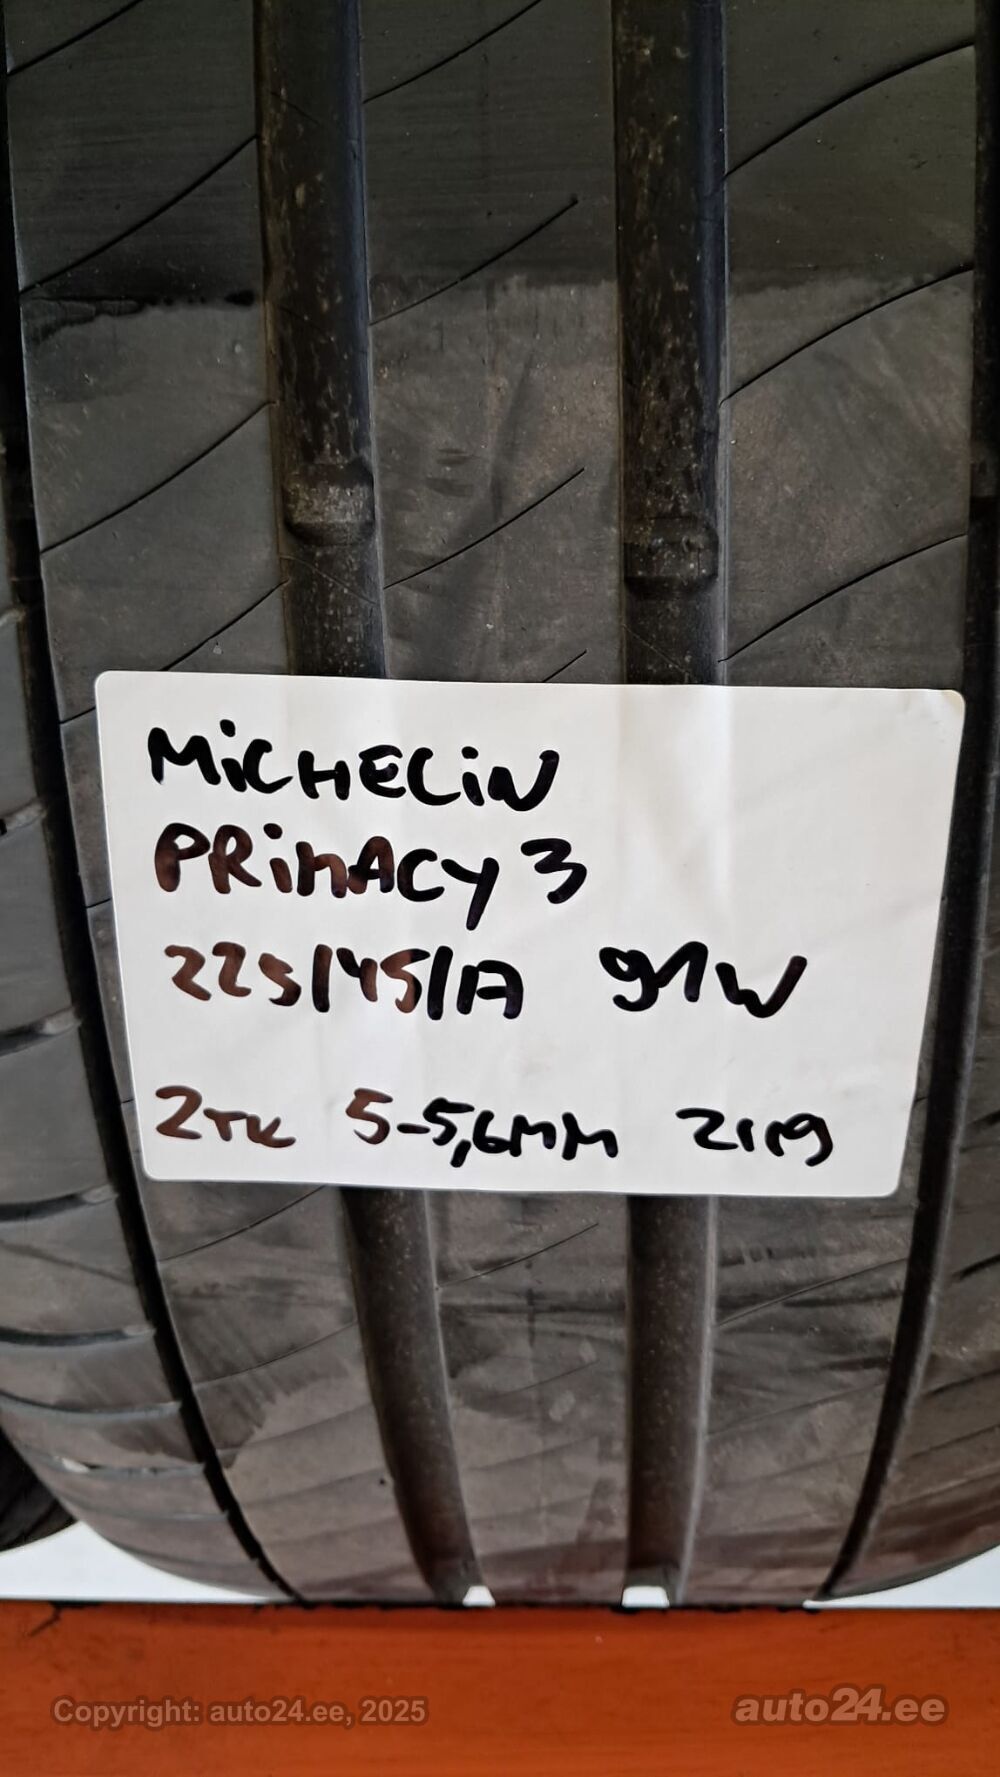 MiCHELiN
PRiMACY 3
225/45/17 91W
2TK 5-5,6MM 2119
Copyright: auto24.ee, 2025
auto24.ee